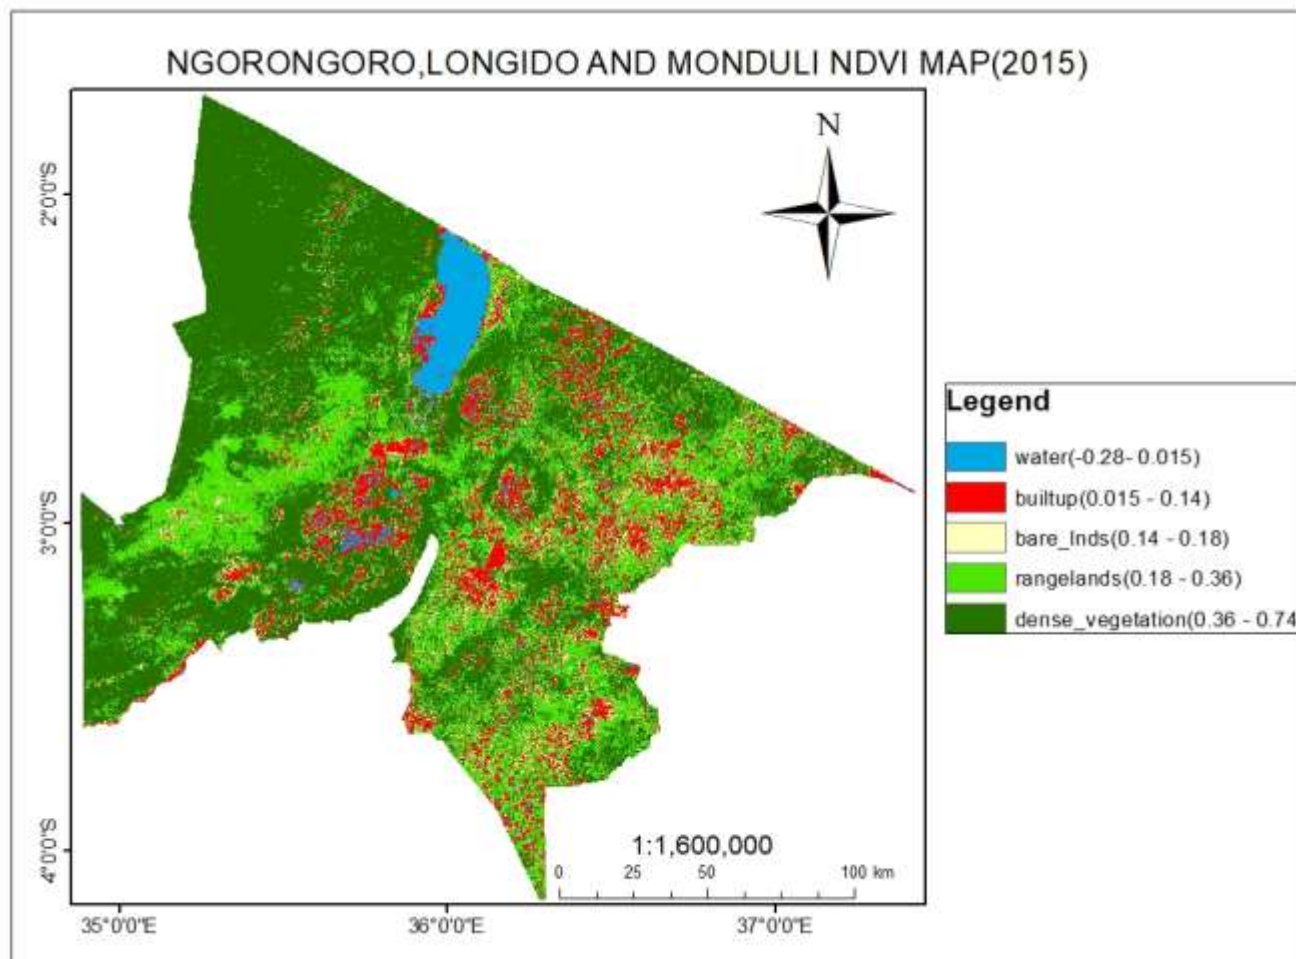 NGORONGORO,LONGIDO AND MONDULI NDVI MAP(2015)
N
2°0'0"S
3°0'0"S
4°0'0"S
Legend
water(-0.28- 0.015)
builtup(0.015 - 0.14)
bare_lnds(0.14 - 0.18)
rangelands(0.18 - 0.36)
dense_vegetation(0.36 - 0.74
1:1,600,000
0 25 50 100 km
35°0'0"E 36°0'0"E 37°0'0"E